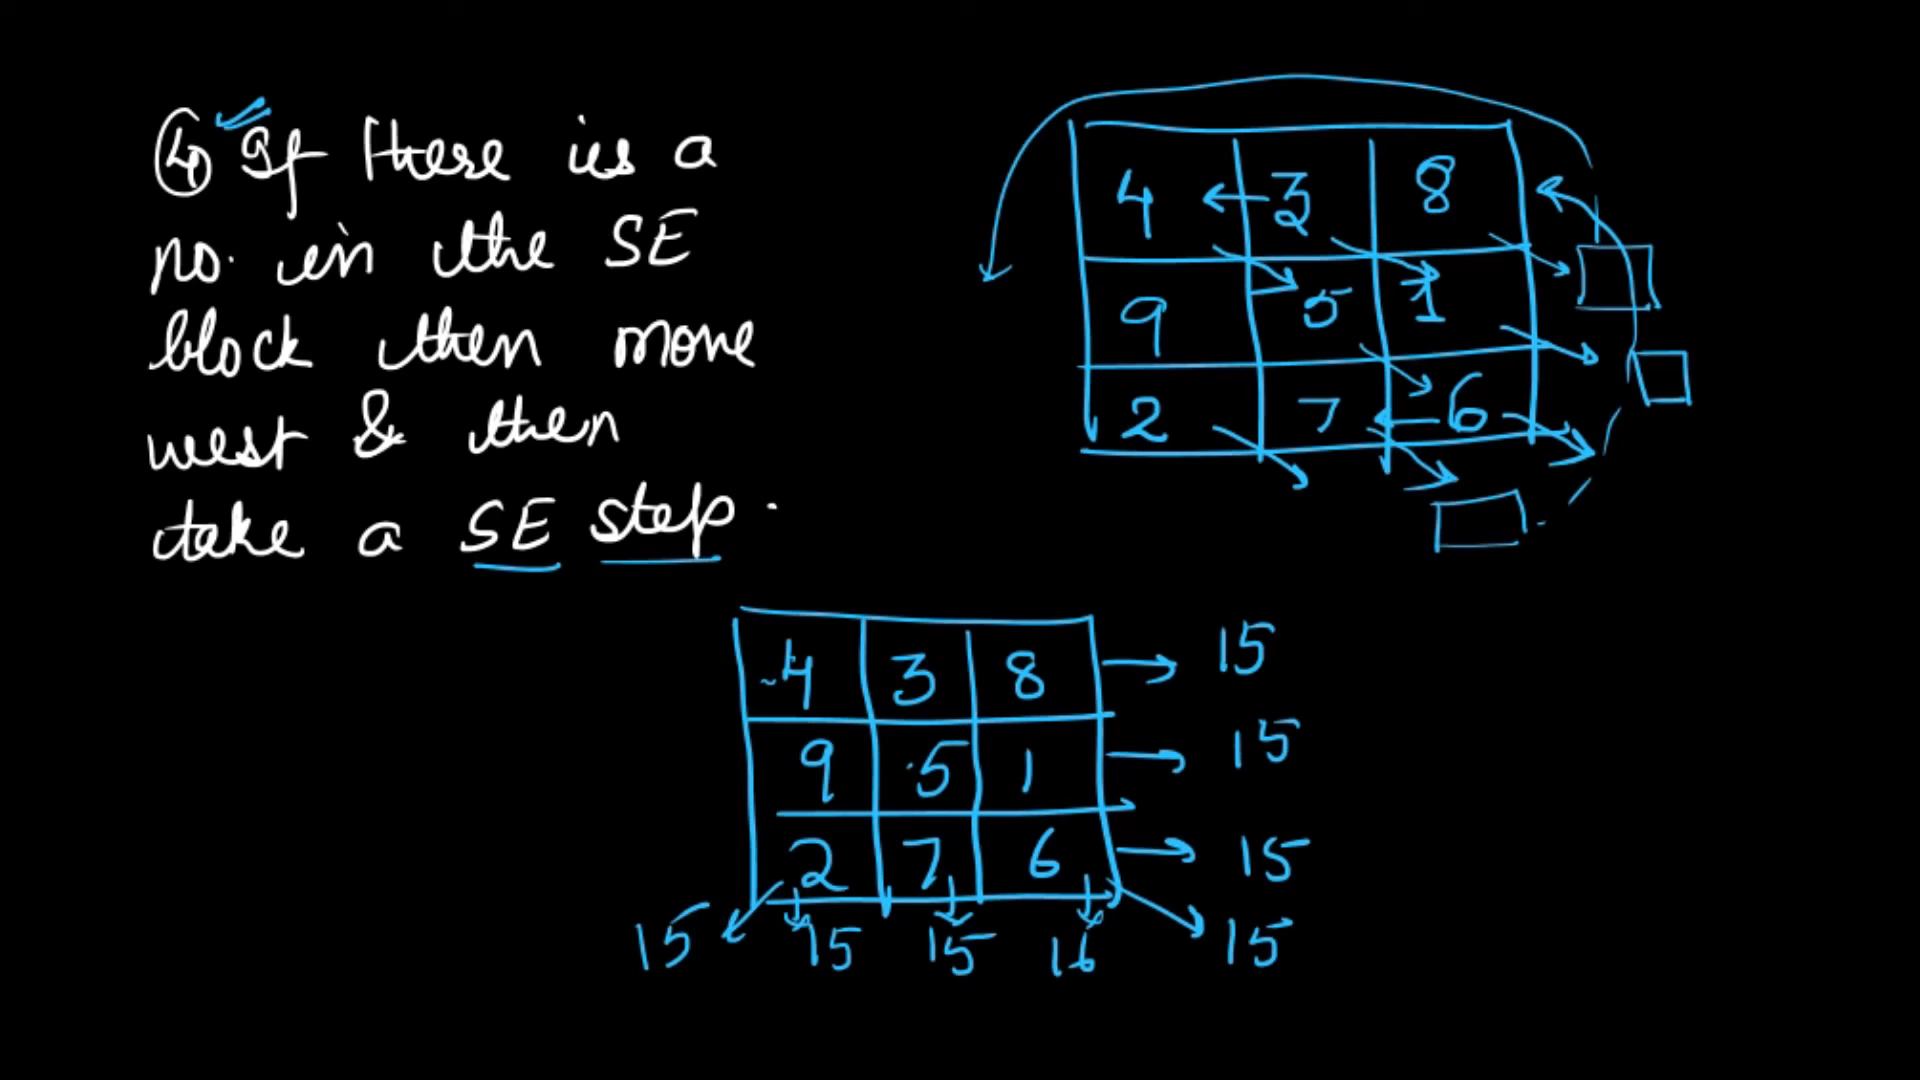 ④ If there is a
no. in the SE
block then move
west & then
take a SE step.
4 3 8
9 5 1
2 7 6
4 3 8 → 15
9 5 1 → 15
2 7 6 → 15
15 15 15 16 15